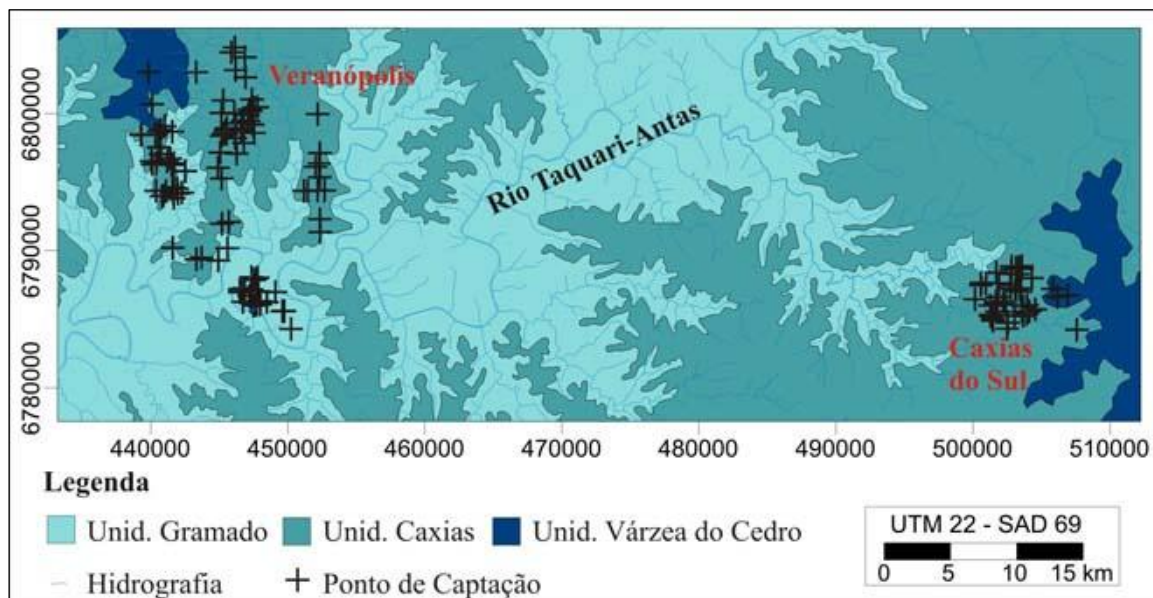 Veranópolis
Rio Taquari-Antas
Caxias
do Sul
6800000
6790000
6780000
440000 450000 460000 470000 480000 490000 500000 510000
Legenda
Unid. Gramado Unid. Caxias Unid. Várzea do Cedro
Hidrografia Ponto de Captação
UTM 22 - SAD 69
0 5 10 15 km